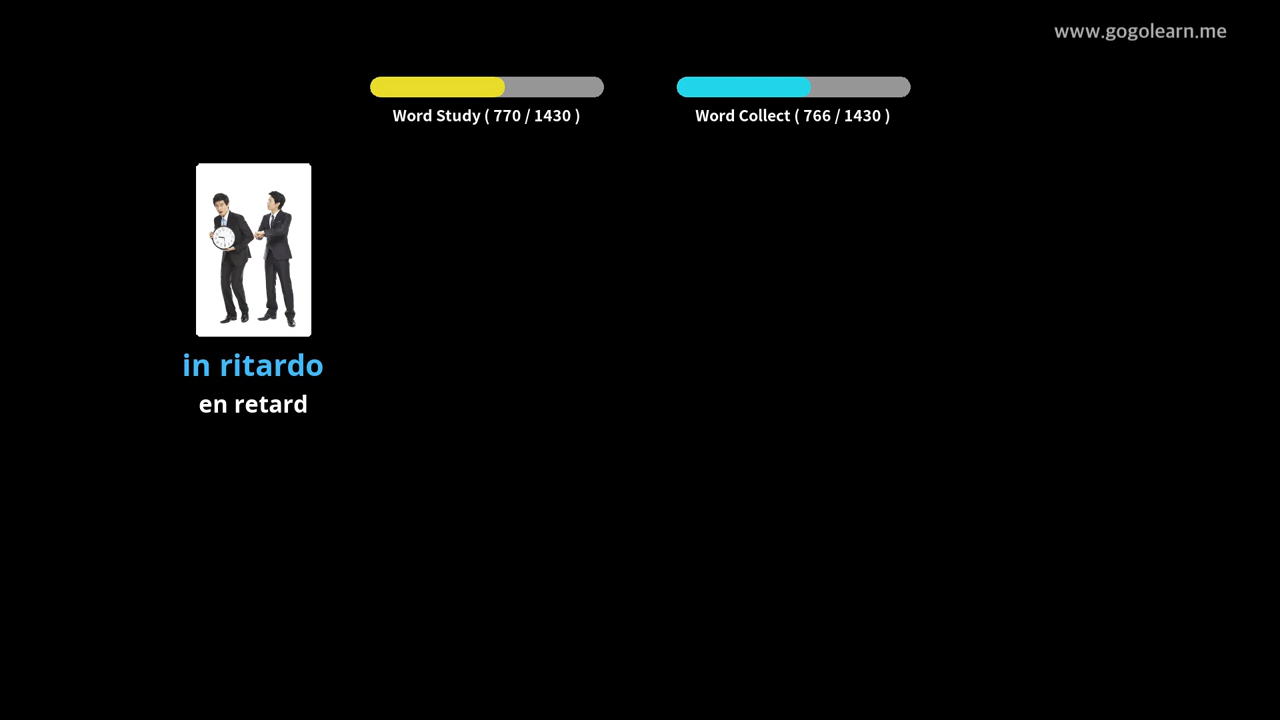 www.gogolearn.me
Word Study ( 770 / 1430 )
Word Collect ( 766 / 1430 )
in ritardo
en retard